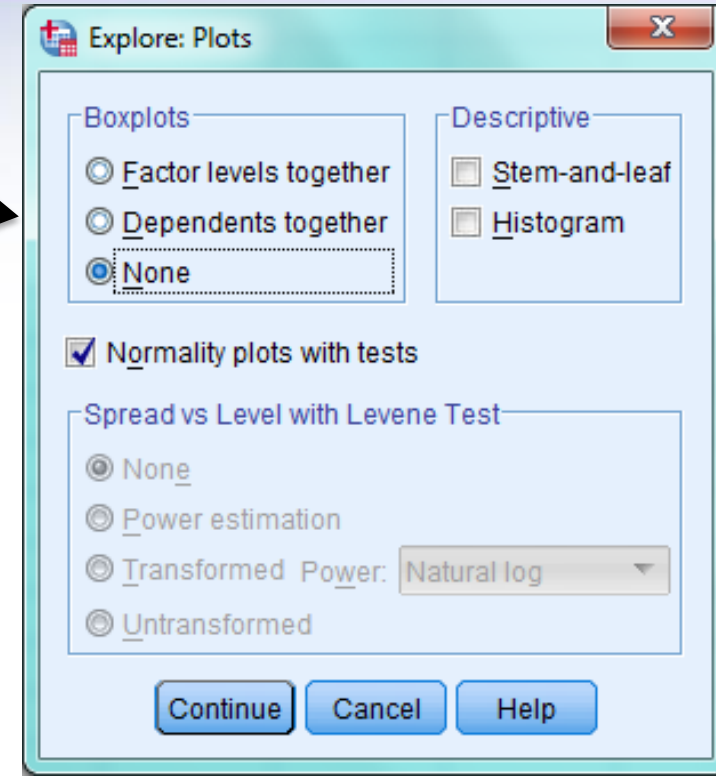 Explore: Plots
Boxplots
Factor levels together
Dependents together
None
Descriptive
Stem-and-leaf
Histogram
Normality plots with tests
Spread vs Level with Levene Test
None
Power estimation
Transformed Power: Natural log
Untransformed
Continue Cancel Help